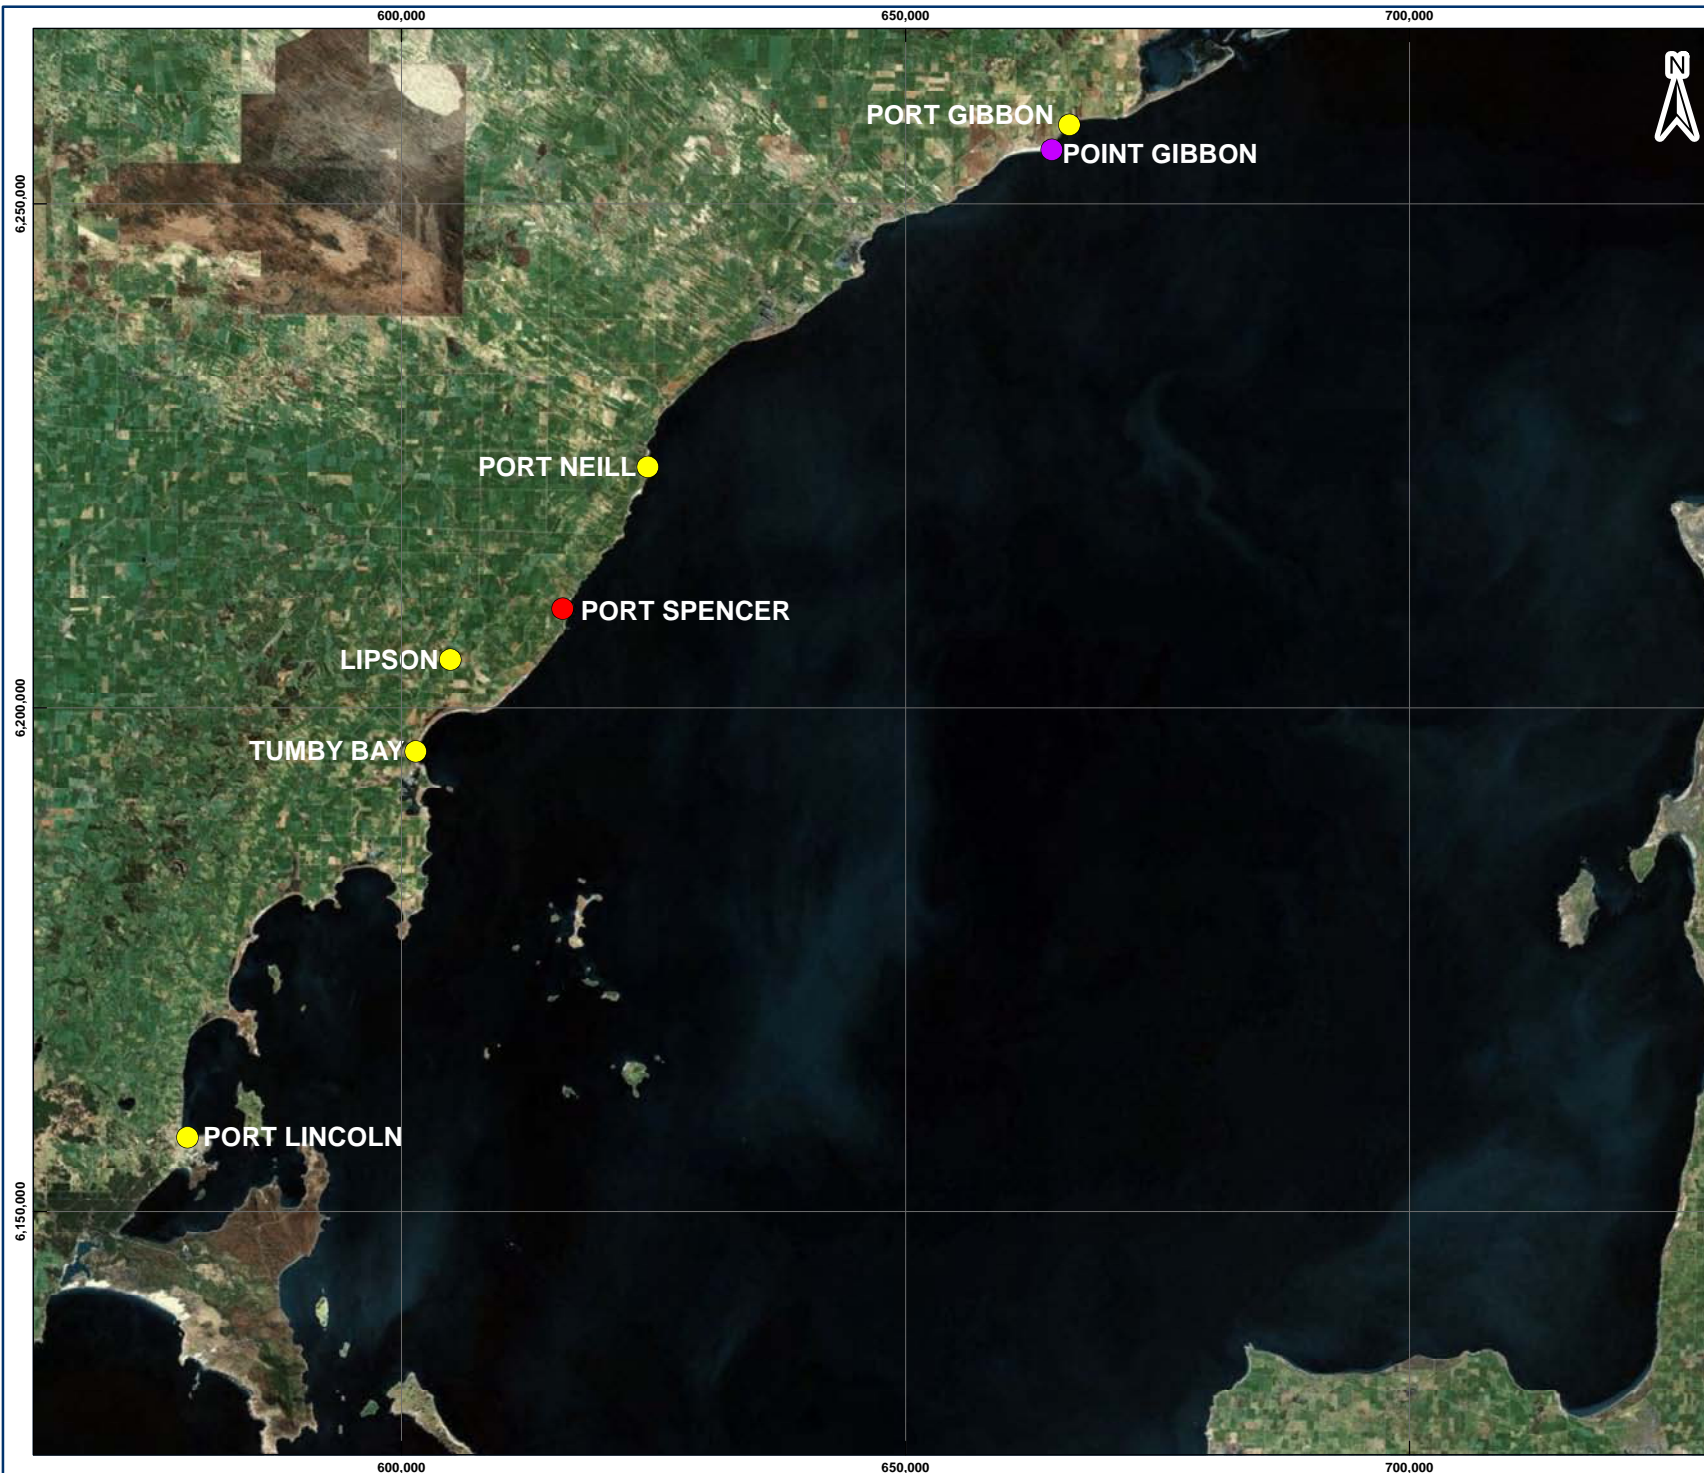 600,000
650,000
700,000
N
PORT GIBBON
POINT GIBBON
6,250,000
PORT NEILL
PORT SPENCER
LIPSON
6,200,000
TUMBY BAY
PORT LINCOLN
6,150,000
600,000
650,000
700,000